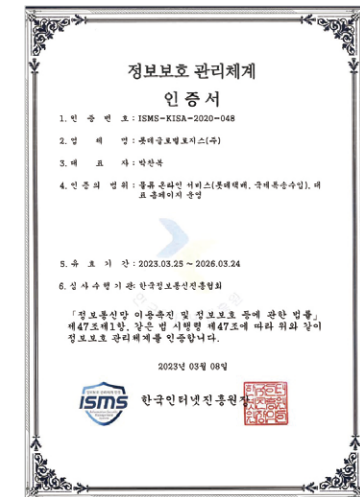 정보보호 관리체계
인 증 서
1. 인 증 번 호 : ISMS-KISA-2020-048
2. 업 체 명 : 롯데글로벌로지스(주)
3. 대 표 자 : 박찬복
4. 인증의 범위 : 물류 온라인 서비스(롯데택배, 국제특송수입), 대
표 홈페이지 운영
5. 유 효 기 간 : 2023.03.25 ~ 2026.03.24
6. 심사수행기관: 한국정보통신진흥협회
「정보통신망 이용촉진 및 정보보호 등에 관한 법률」
제47조제1항, 같은 법 시행령 제47조에 따라 위와 같이
정보보호 관리체계를 인증합니다.
2023년 03월 08일
isms
한국인터넷진흥원장